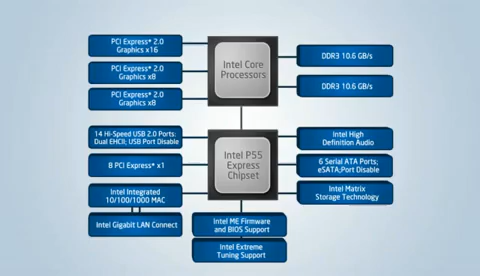 PCI Express* 2.0
Graphics x16
PCI Express* 2.0
Graphics x8
PCI Express* 2.0
Graphics x8
Intel Core
Processors
DDR3 10.6 GB/s
DDR3 10.6 GB/s
14 Hi-Speed USB 2.0 Ports;
Dual EHCII; USB Port Disable
8 PCI Express* x1
Intel Integrated
10/100/1000 MAC
Intel Gigabit LAN Connect
Intel P55
Express
Chipset
Intel High
Definition Audio
6 Serial ATA Ports;
eSATA;Port Disable
Intel Matrix
Storage Technology
Intel ME Firmware
and BIOS Support
Intel Extreme
Tuning Support